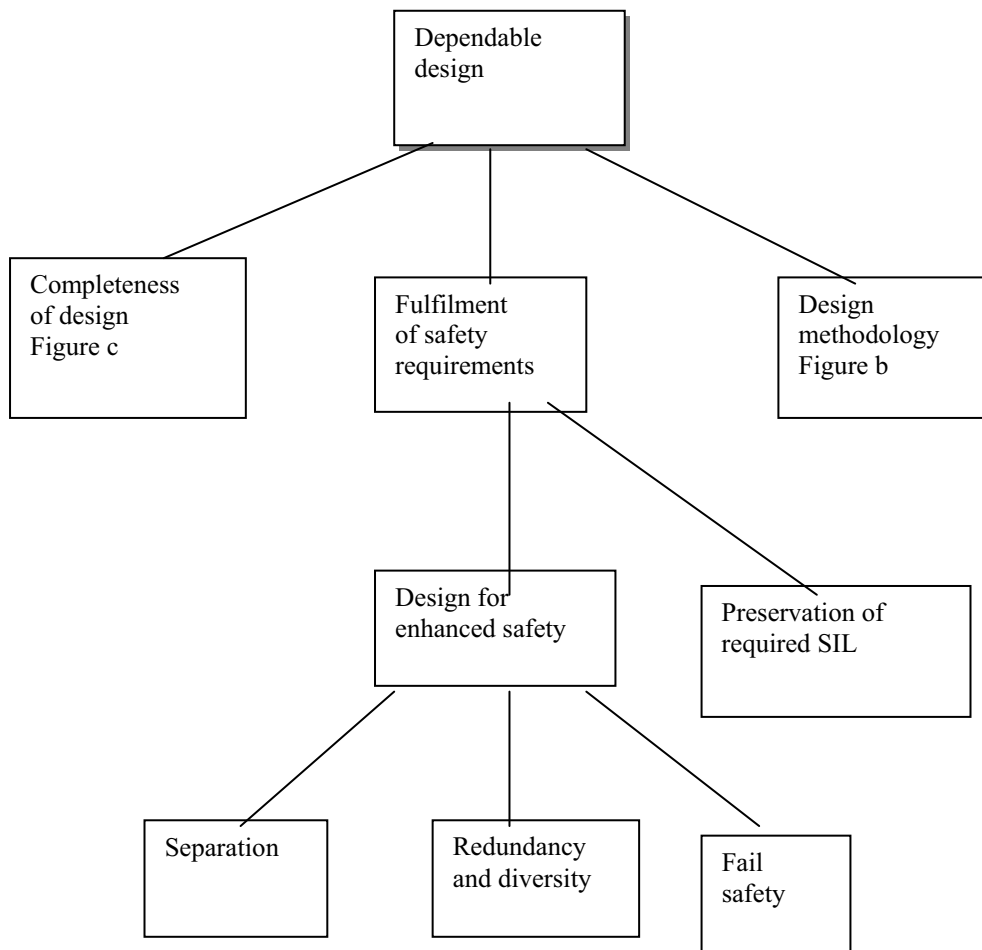 Dependable
design
Completeness
of design
Figure c
Fulfilment
of safety
requirements
Design
methodology
Figure b
Design for
enhanced safety
Preservation of
required SIL
Separation
Redundancy
and diversity
Fail
safety